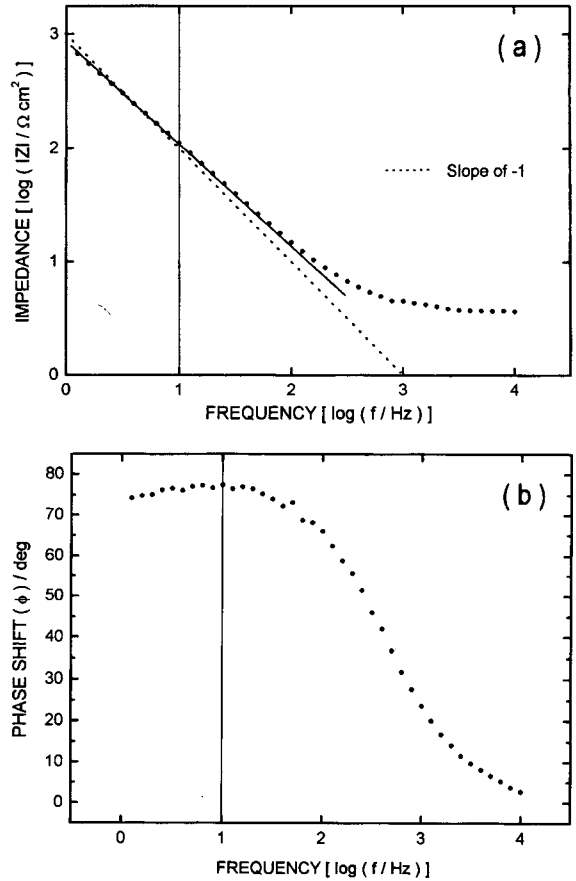 (a)
3
2
1
0
IMPEDANCE [ log ( |Z| / Ω cm² ) ]
Slope of -1
0 1 2 3 4
FREQUENCY [ log ( f / Hz ) ]
(b)
80
70
60
50
40
30
20
10
0
PHASE SHIFT ( ϕ ) / deg
0 1 2 3 4
FREQUENCY [ log ( f / Hz ) ]